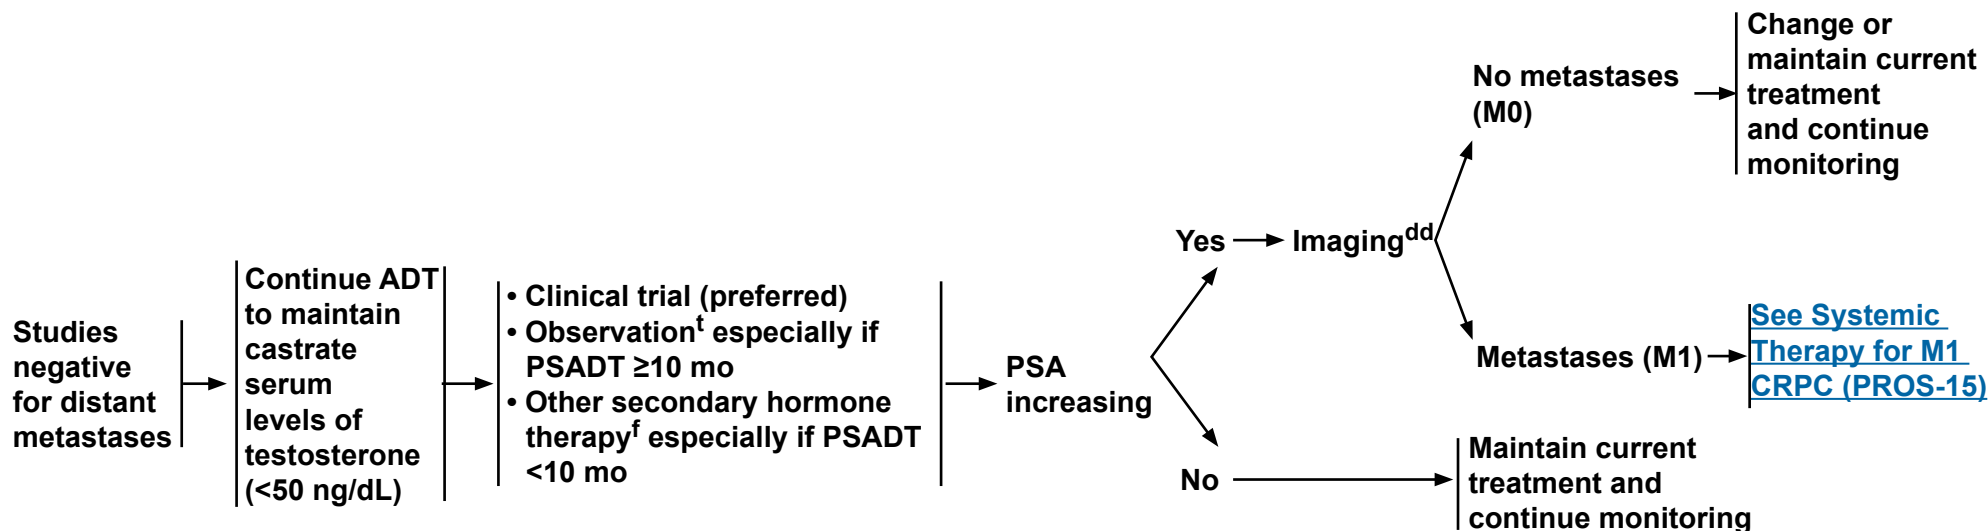 Studies
negative
for distant
metastases
Continue ADT
to maintain
castrate
serum
levels of
testosterone
(<50 ng/dL)
• Clinical trial (preferred)
• Observationᵗ especially if
PSADT ≥10 mo
• Other secondary hormone
therapyᶠ especially if PSADT
<10 mo
PSA
increasing
Yes
Imagingᵈᵈ
No metastases
(M0)
Change or
maintain current
treatment
and continue
monitoring
Metastases (M1)
See Systemic
Therapy for M1
CRPC (PROS-15)
No
Maintain current
treatment and
continue monitoring